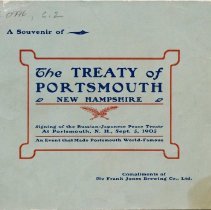 A Souvenir of
The TREATY of
PORTSMOUTH
NEW HAMPSHIRE
Signing of the Russian-Japanese Peace Treaty
At Portsmouth, N. H., Sept. 5, 1905
An Event that Made Portsmouth World-Famous
Compliments of
Sir Frank Jones Brewing Co., Ltd.